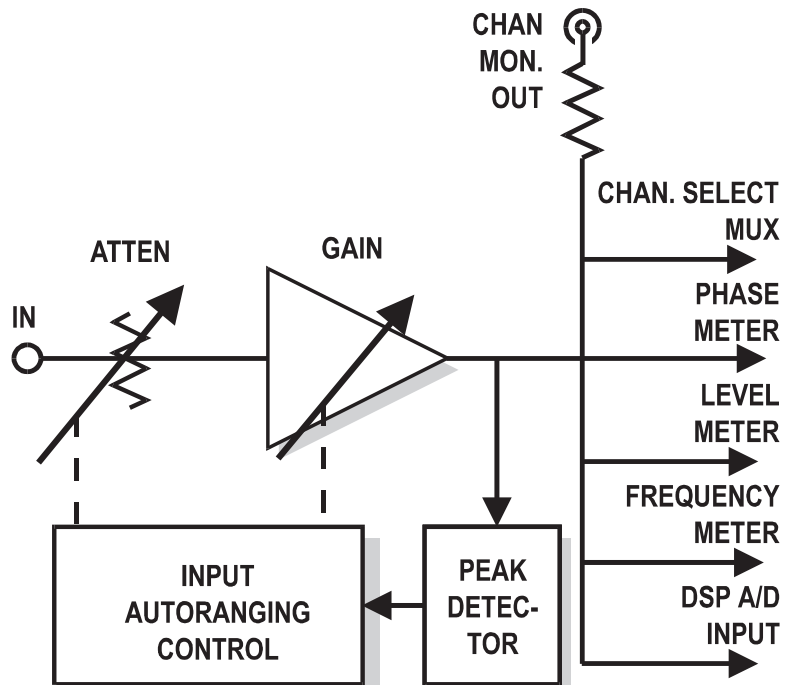 CHAN
MON.
OUT
CHAN. SELECT
MUX
ATTEN
GAIN
PHASE
METER
IN
LEVEL
METER
FREQUENCY
METER
INPUT
AUTORANGING
CONTROL
PEAK
DETEC-
TOR
DSP A/D
INPUT